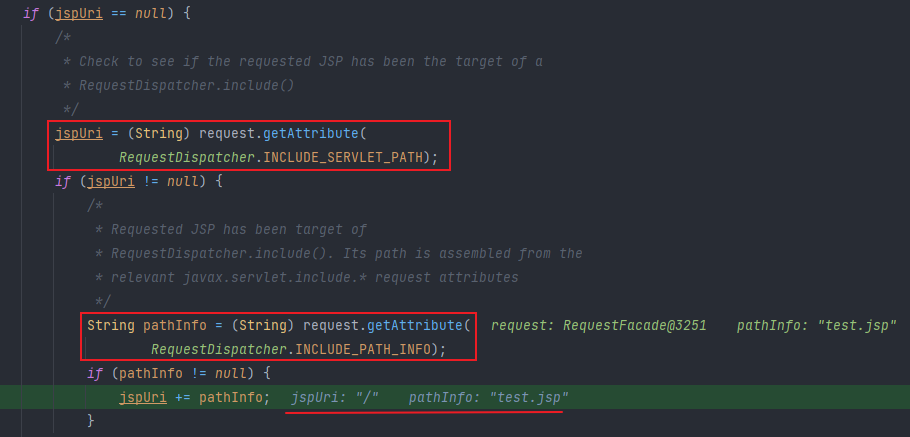 if (jspUri == null) {
/*
* Check to see if the requested JSP has been the target of a
* RequestDispatcher.include()
*/
jspUri = (String) request.getAttribute(
RequestDispatcher.INCLUDE_SERVLET_PATH);
if (jspUri != null) {
/*
* Requested JSP has been target of
* RequestDispatcher.include(). Its path is assembled from the
* relevant javax.servlet.include.* request attributes
*/
String pathInfo = (String) request.getAttribute( request: RequestFacade@3251 pathInfo: "test.jsp"
RequestDispatcher.INCLUDE_PATH_INFO);
if (pathInfo != null) {
jspUri += pathInfo; jspUri: "/" pathInfo: "test.jsp"
}